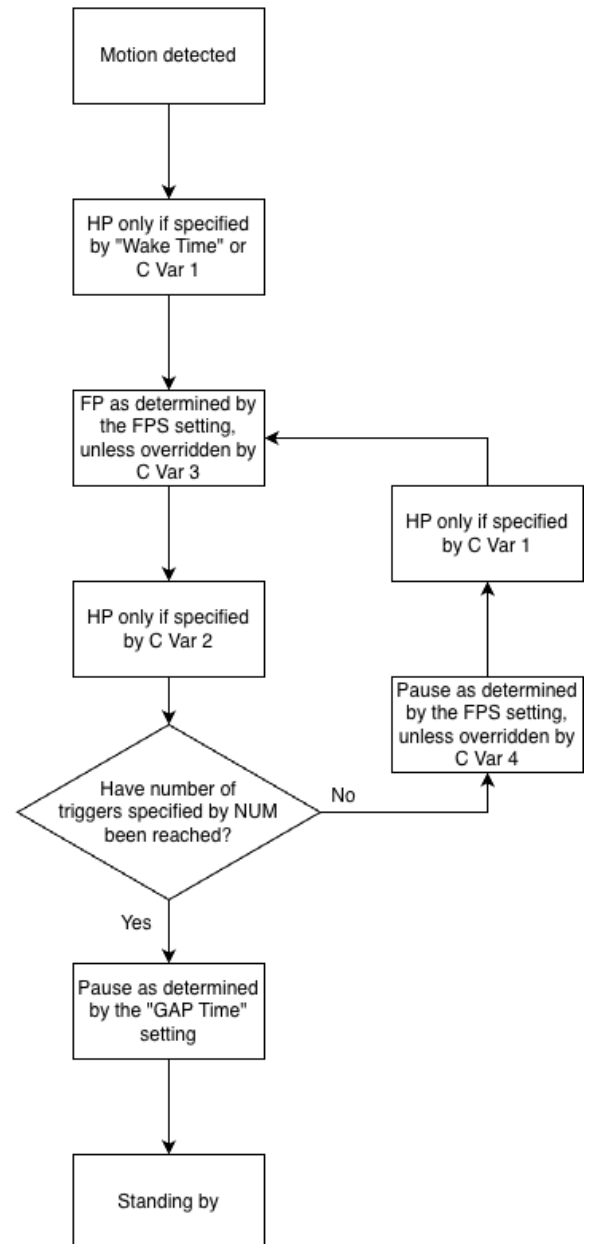 Motion detected
HP only if specified
by "Wake Time" or
C Var 1
FP as determined by
the FPS setting,
unless overridden by
C Var 3
HP only if specified
by C Var 1
HP only if specified
by C Var 2
Pause as determined
by the FPS setting,
unless overridden by
C Var 4
Have number of
triggers specified by NUM
been reached?
No
Yes
Pause as determined
by the "GAP Time"
setting
Standing by